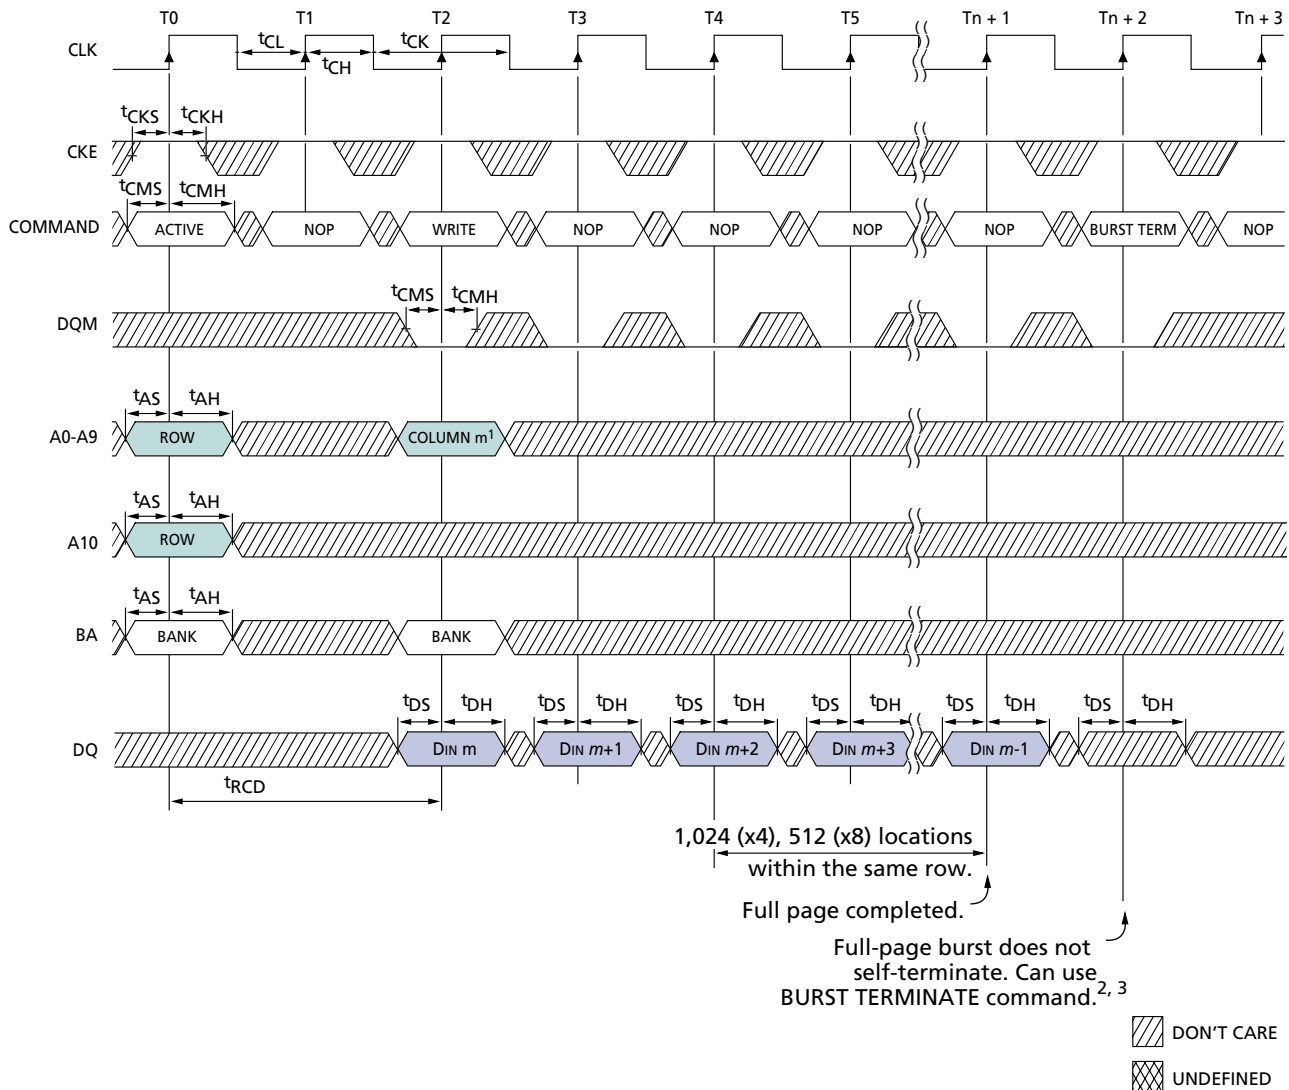 T0 T1 T2 T3 T4 T5 Tn + 1 Tn + 2 Tn + 3
CLK
tCL tCK
tCH
tCKS tCKH
CKE
tCMS tCMH
COMMAND ACTIVE NOP WRITE NOP NOP NOP NOP BURST TERM NOP
tCMS tCMH
DQM
tAS tAH
A0-A9 ROW COLUMN m1
tAS tAH
A10 ROW
tAS tAH
BA BANK BANK
tDS tDH tDS tDH tDS tDH tDS tDH tDS tDH tDS tDH
DQ DIN m DIN m+1 DIN m+2 DIN m+3 DIN m-1
tRCD
1,024 (x4), 512 (x8) locations
within the same row.
Full page completed.
Full-page burst does not
self-terminate. Can use
BURST TERMINATE command.2, 3
DON'T CARE
UNDEFINED